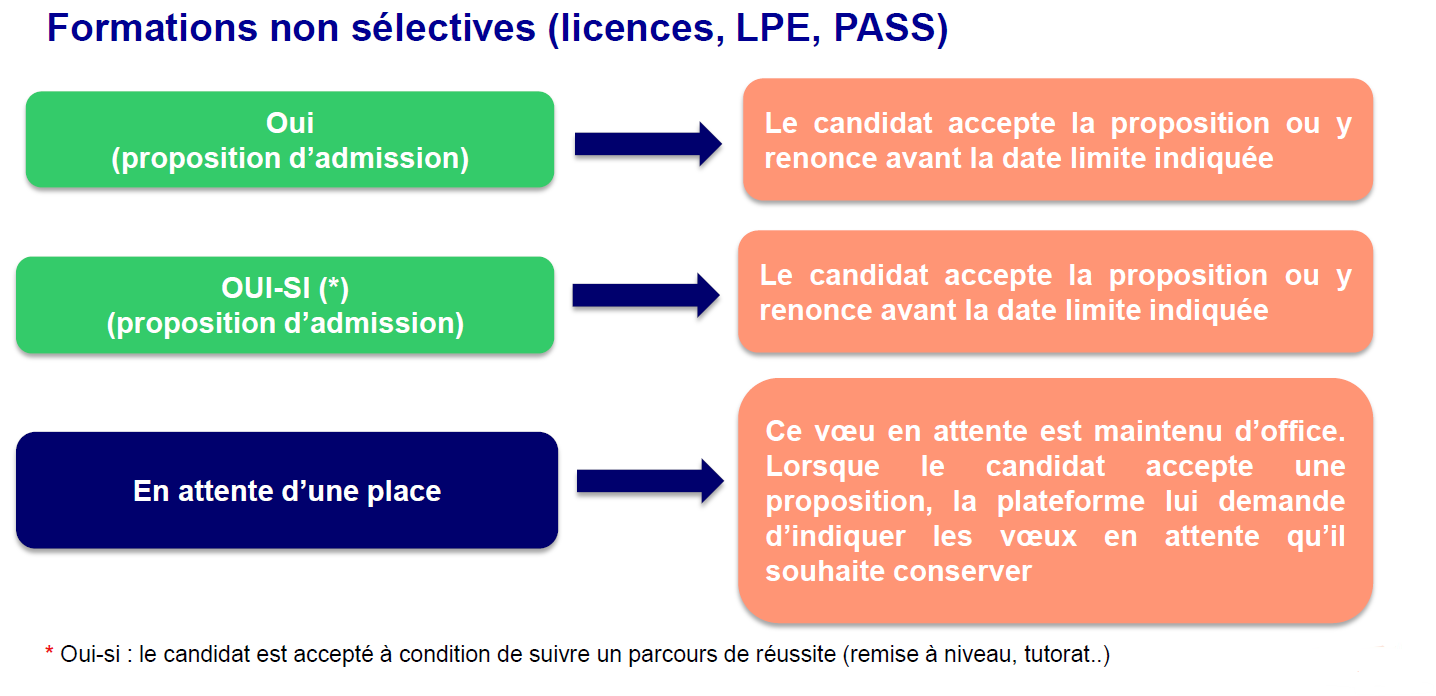 Formations non sélectives (licences, LPE, PASS)
Oui
(proposition d’admission)
Le candidat accepte la proposition ou y
renonce avant la date limite indiquée
OUI-SI (*)
(proposition d’admission)
Le candidat accepte la proposition ou y
renonce avant la date limite indiquée
En attente d’une place
Ce vœu en attente est maintenu d’office.
Lorsque le candidat accepte une
proposition, la plateforme lui demande
d’indiquer les vœux en attente qu’il
souhaite conserver
* Oui-si : le candidat est accepté à condition de suivre un parcours de réussite (remise à niveau, tutorat..)